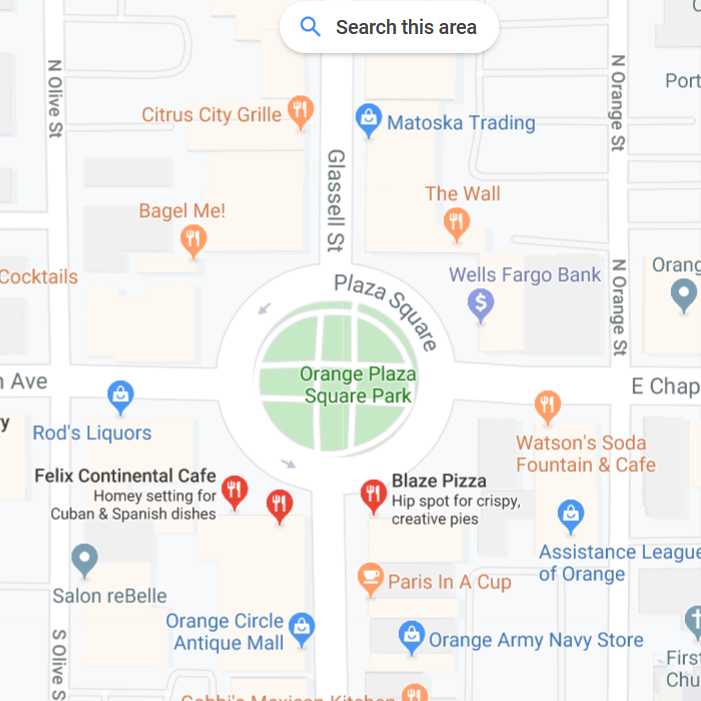 Search this area
N Olive St
N Orange St
Port
Citrus City Grille
Matoska Trading
Glassell St
The Wall
Bagel Me!
Cocktails
Wells Fargo Bank
Orang
N Orange St
Plaza Square
Orange Plaza
Square Park
n Ave
E Chap
Rod's Liquors
ry
Watson's Soda
Fountain & Cafe
Felix Continental Cafe
Homey setting for
Cuban & Spanish dishes
Blaze Pizza
Hip spot for crispy,
creative pies
Assistance League
of Orange
Salon reBelle
Paris In A Cup
Orange Circle
Antique Mall
Orange Army Navy Store
S Olive S
First
Chu
Gabbi's Mexican Kitchen